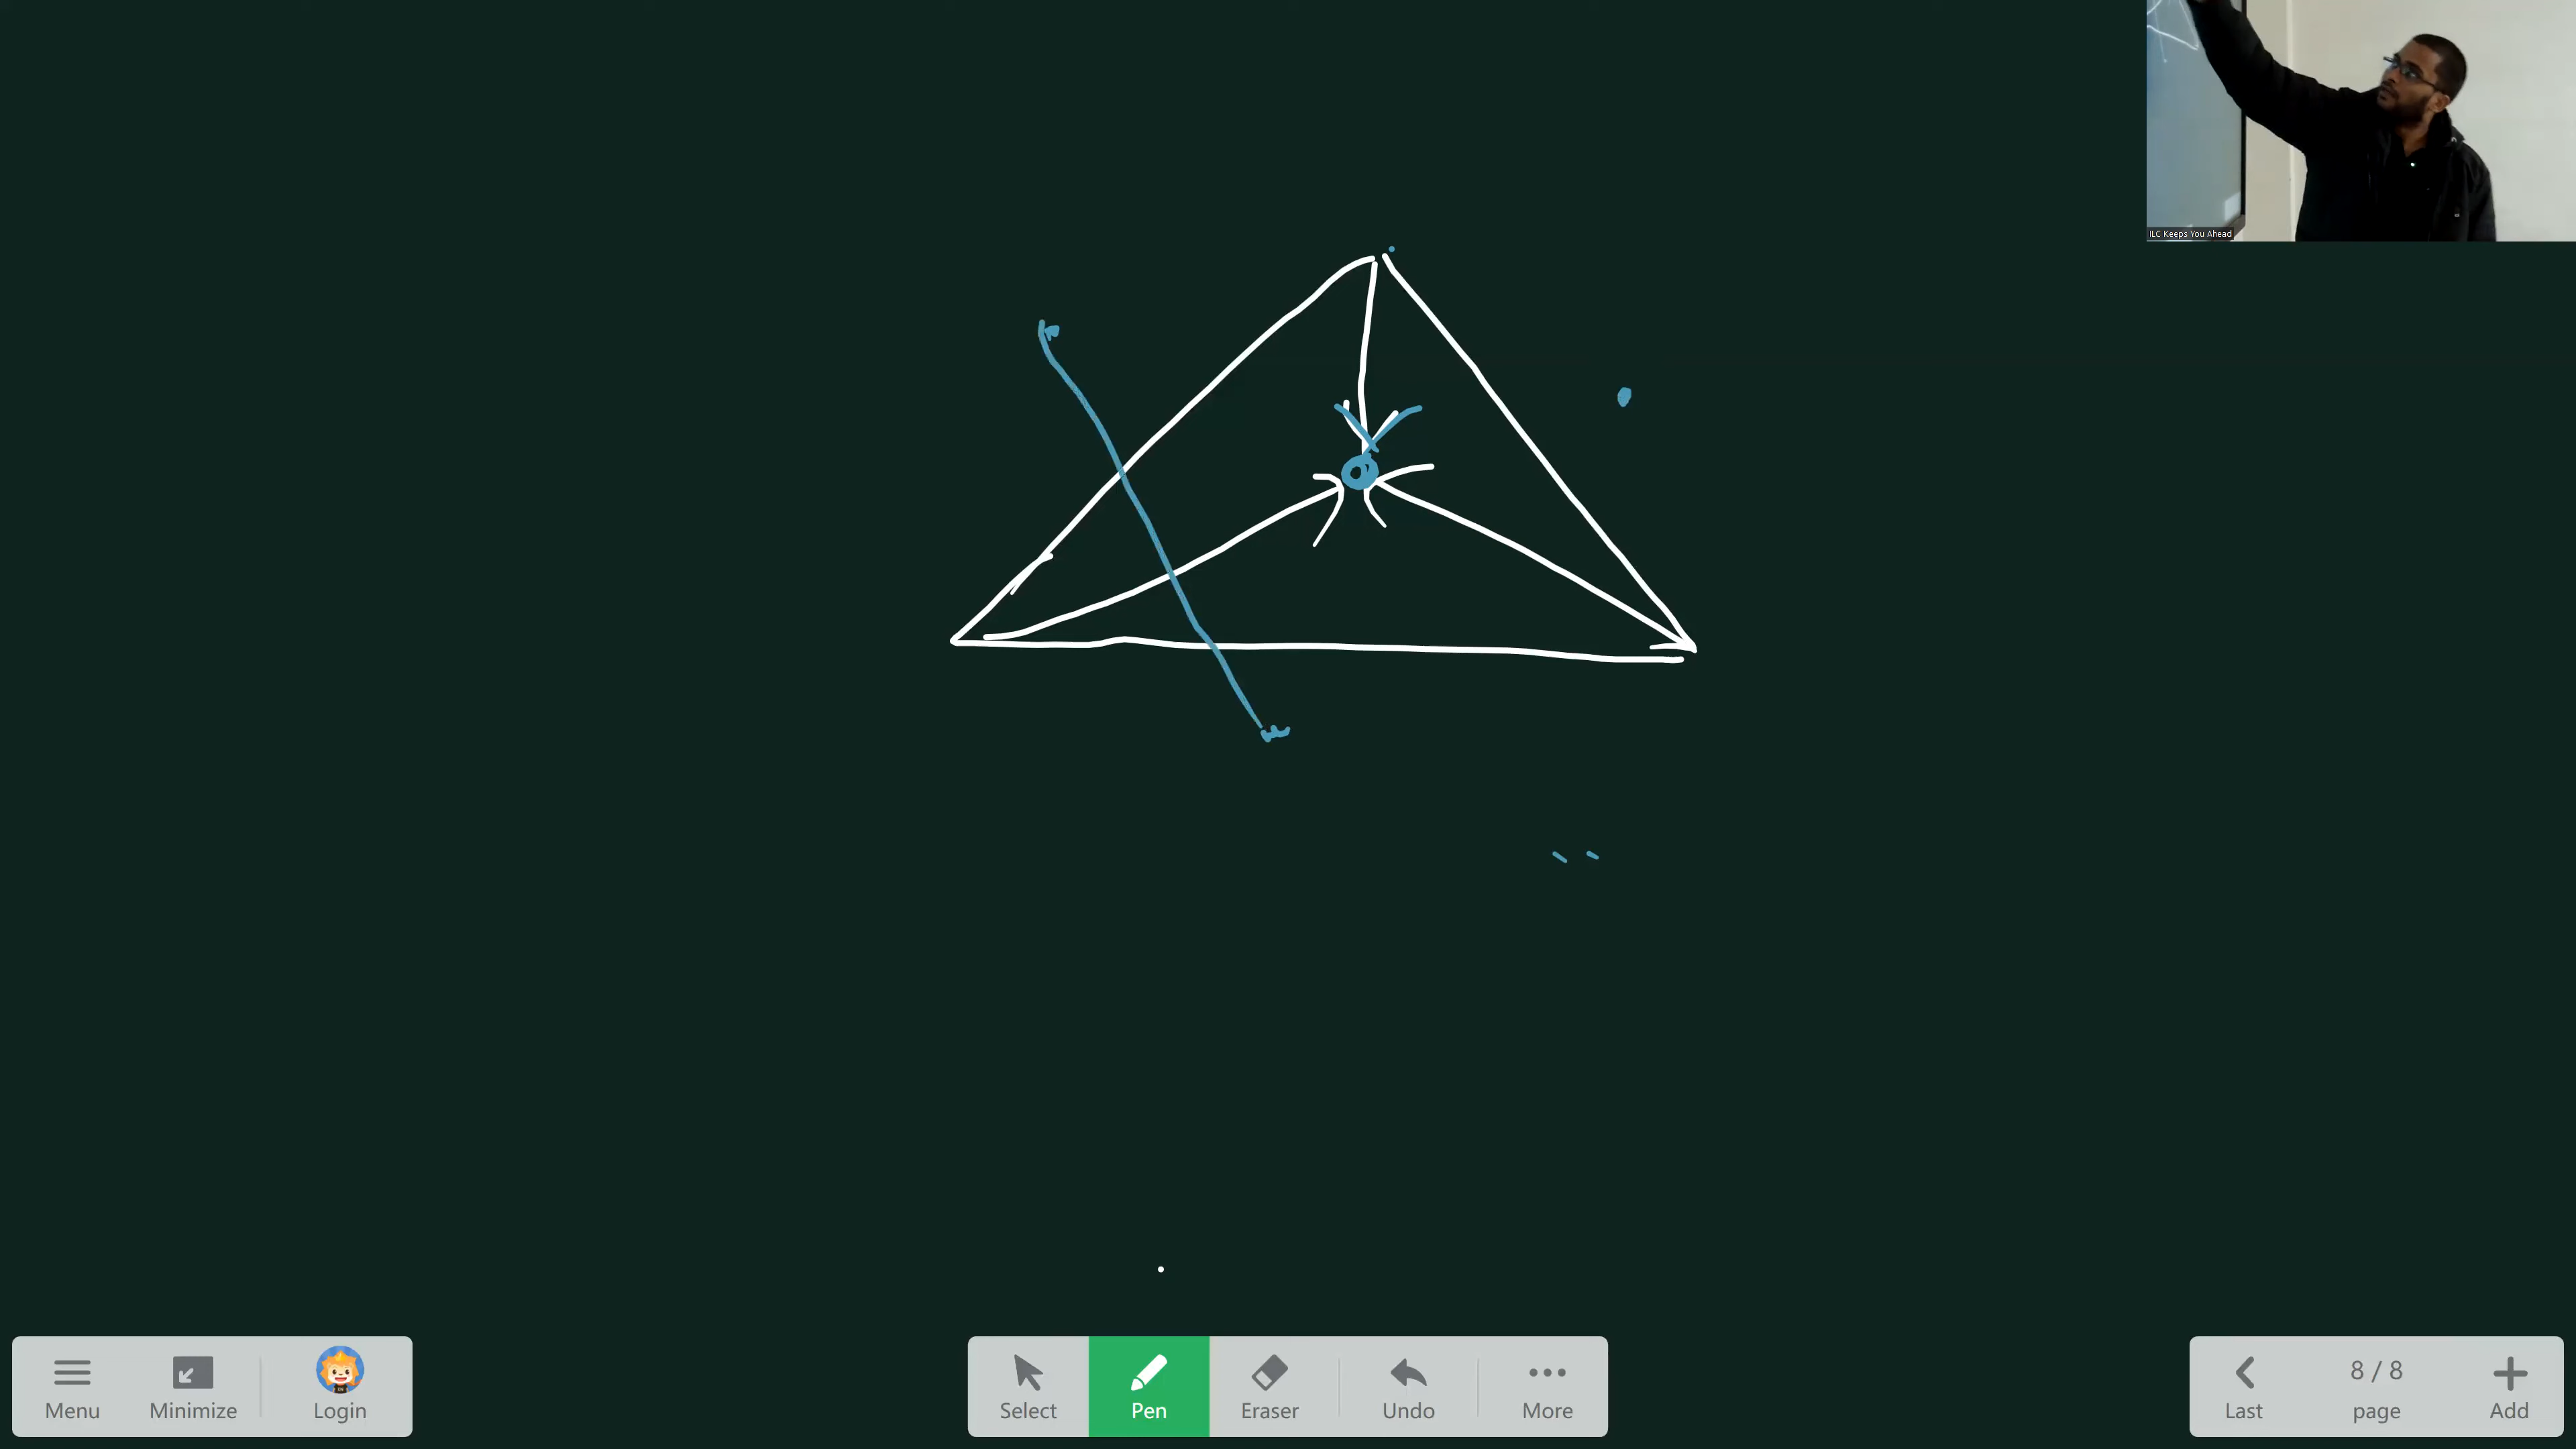 ILC Keeps You Ahead
Menu
Minimize
Login
Select
Pen
Eraser
Undo
More
Last
8 / 8
page
Add